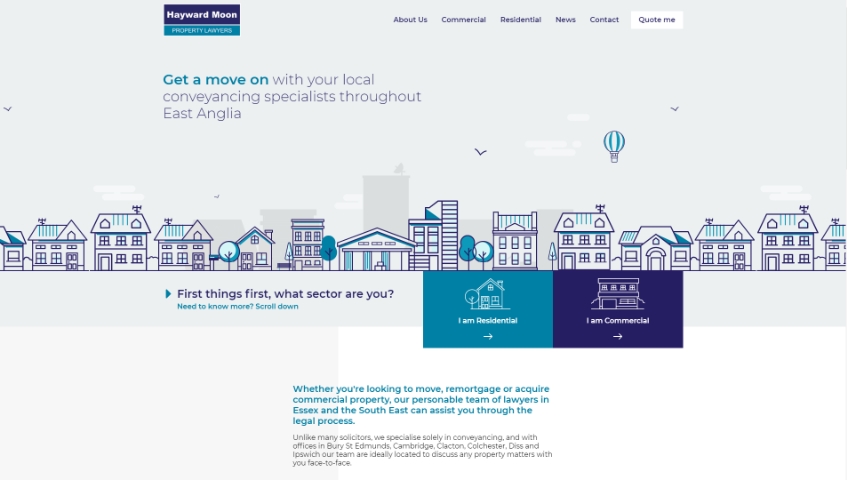 Hayward Moon
PROPERTY LAWYERS
About Us Commercial Residential News Contact Quote me
Get a move on with your local
conveyancing specialists throughout
East Anglia
First things first, what sector are you?
Need to know more? Scroll down
I am Residential
I am Commercial
Whether you're looking to move, remortgage or acquire
commercial property, our personable team of lawyers in
Essex and the South East can assist you through the
legal process.
Unlike many solicitors, we specialise solely in conveyancing, and with
offices in Bury St Edmunds, Cambridge, Clacton, Colchester, Diss and
Ipswich our team are ideally located to discuss any property matters with
you face-to-face.